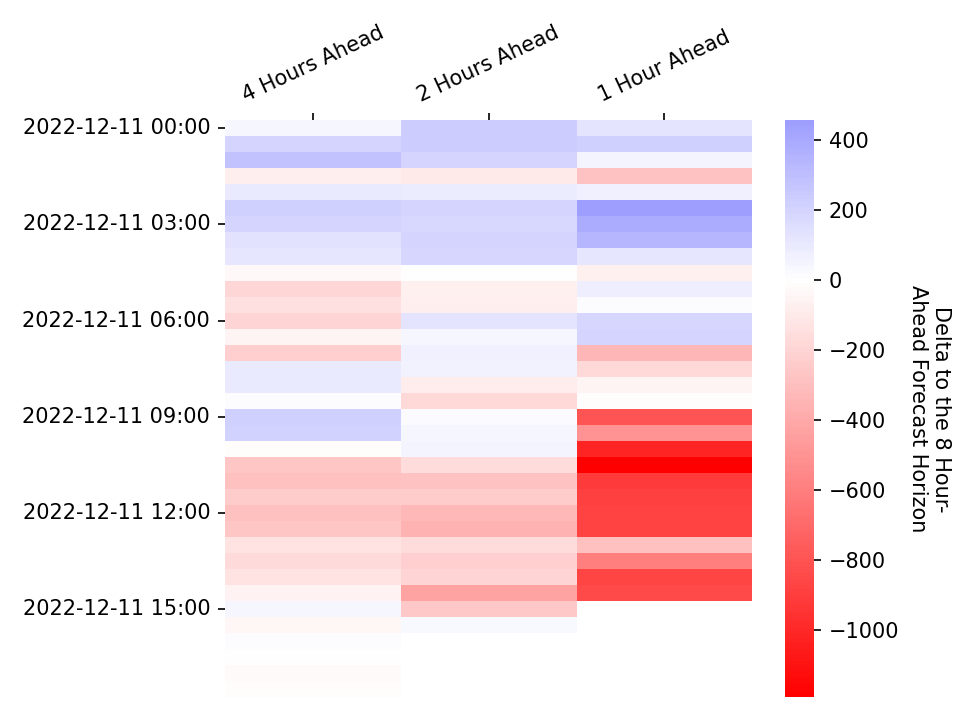 4 Hours Ahead
2 Hours Ahead
1 Hour Ahead
2022-12-11 00:00
2022-12-11 03:00
2022-12-11 06:00
2022-12-11 09:00
2022-12-11 12:00
2022-12-11 15:00
400
200
0
−200
−400
−600
−800
−1000
Delta to the 8 Hour-
Ahead Forecast Horizon